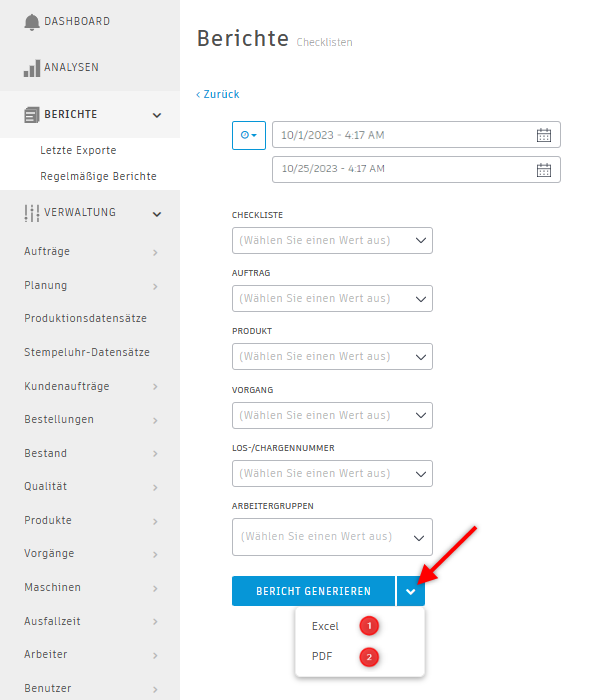 DASHBOARD
ANALYSEN
BERICHTE
Letzte Exporte
Regelmäßige Berichte
VERWALTUNG
Aufträge
Planung
Produktionsdatensätze
Stempeluhr-Datensätze
Kundenaufträge
Bestellungen
Bestand
Qualität
Produkte
Vorgänge
Maschinen
Ausfallzeit
Arbeiter
Benutzer
Berichte Checklisten
‹ Zurück
10/1/2023 - 4:17 AM
10/25/2023 - 4:17 AM
CHECKLISTE
(Wählen Sie einen Wert aus)
AUFTRAG
(Wählen Sie einen Wert aus)
PRODUKT
(Wählen Sie einen Wert aus)
VORGANG
(Wählen Sie einen Wert aus)
LOS-/CHARGENNUMMER
(Wählen Sie einen Wert aus)
ARBEITERGRUPPEN
(Wählen Sie einen Wert aus)
BERICHT GENERIEREN
Excel 1
PDF 2